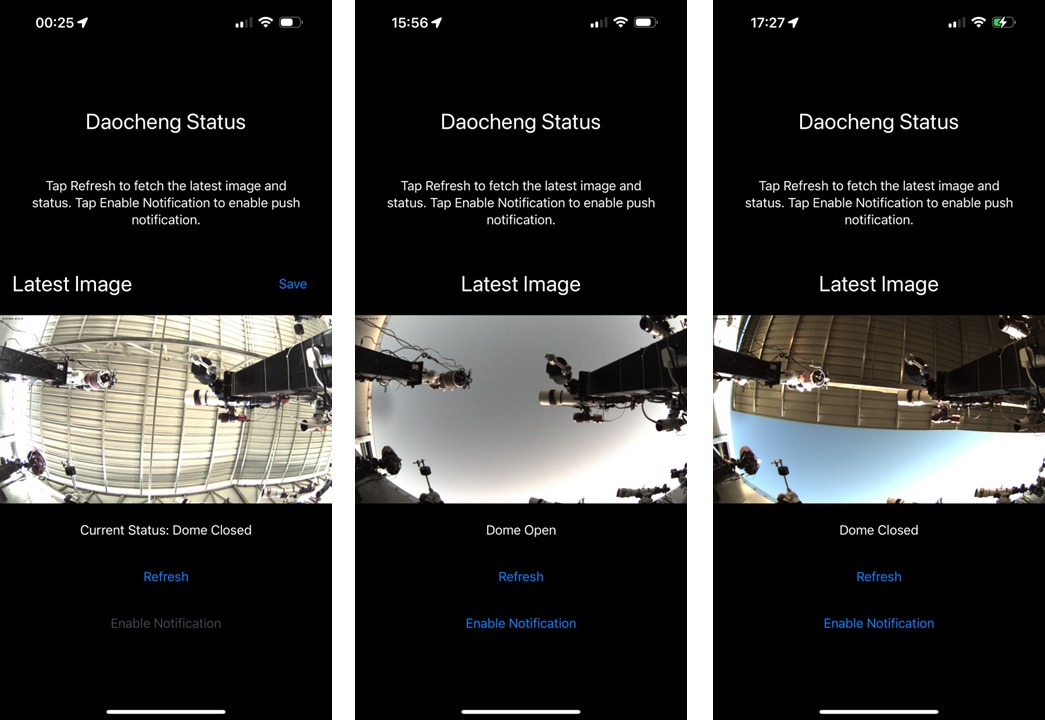 00:25
Daocheng Status
Tap Refresh to fetch the latest image and
status. Tap Enable Notification to enable push
notification.
Latest Image
Save
Current Status: Dome Closed
Refresh
Enable Notification
15:56
Daocheng Status
Tap Refresh to fetch the latest image and
status. Tap Enable Notification to enable push
notification.
Latest Image
Dome Open
Refresh
Enable Notification
17:27
Daocheng Status
Tap Refresh to fetch the latest image and
status. Tap Enable Notification to enable push
notification.
Latest Image
Dome Closed
Refresh
Enable Notification